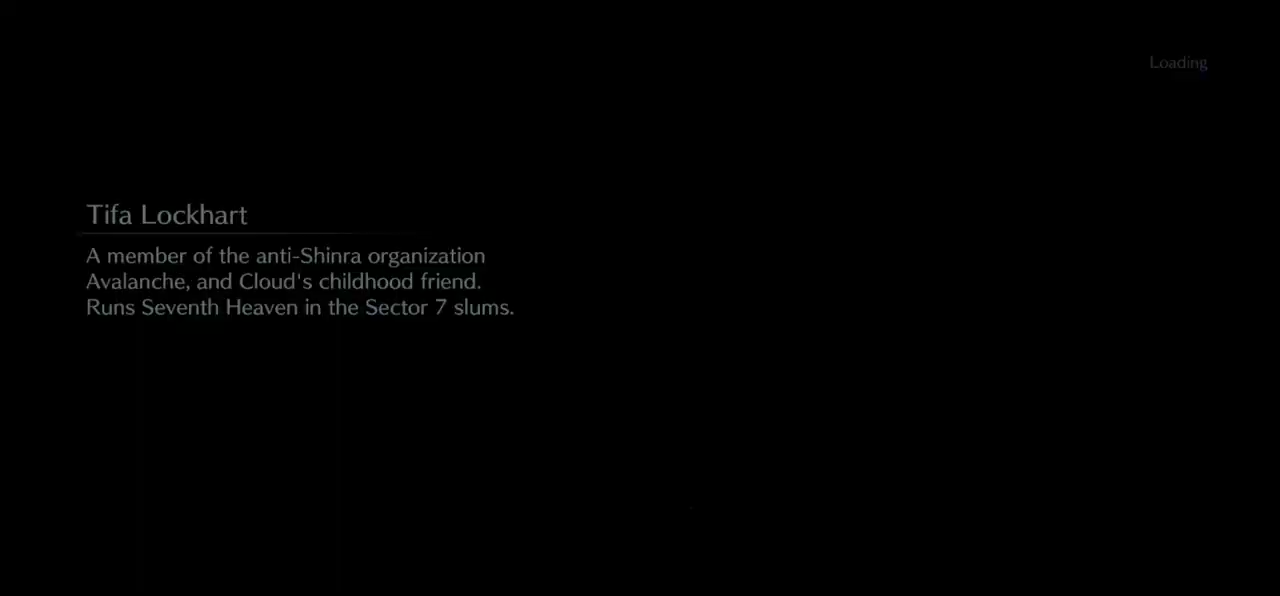 Loading
Tifa Lockhart
A member of the anti-Shinra organization
Avalanche, and Cloud's childhood friend.
Runs Seventh Heaven in the Sector 7 slums.